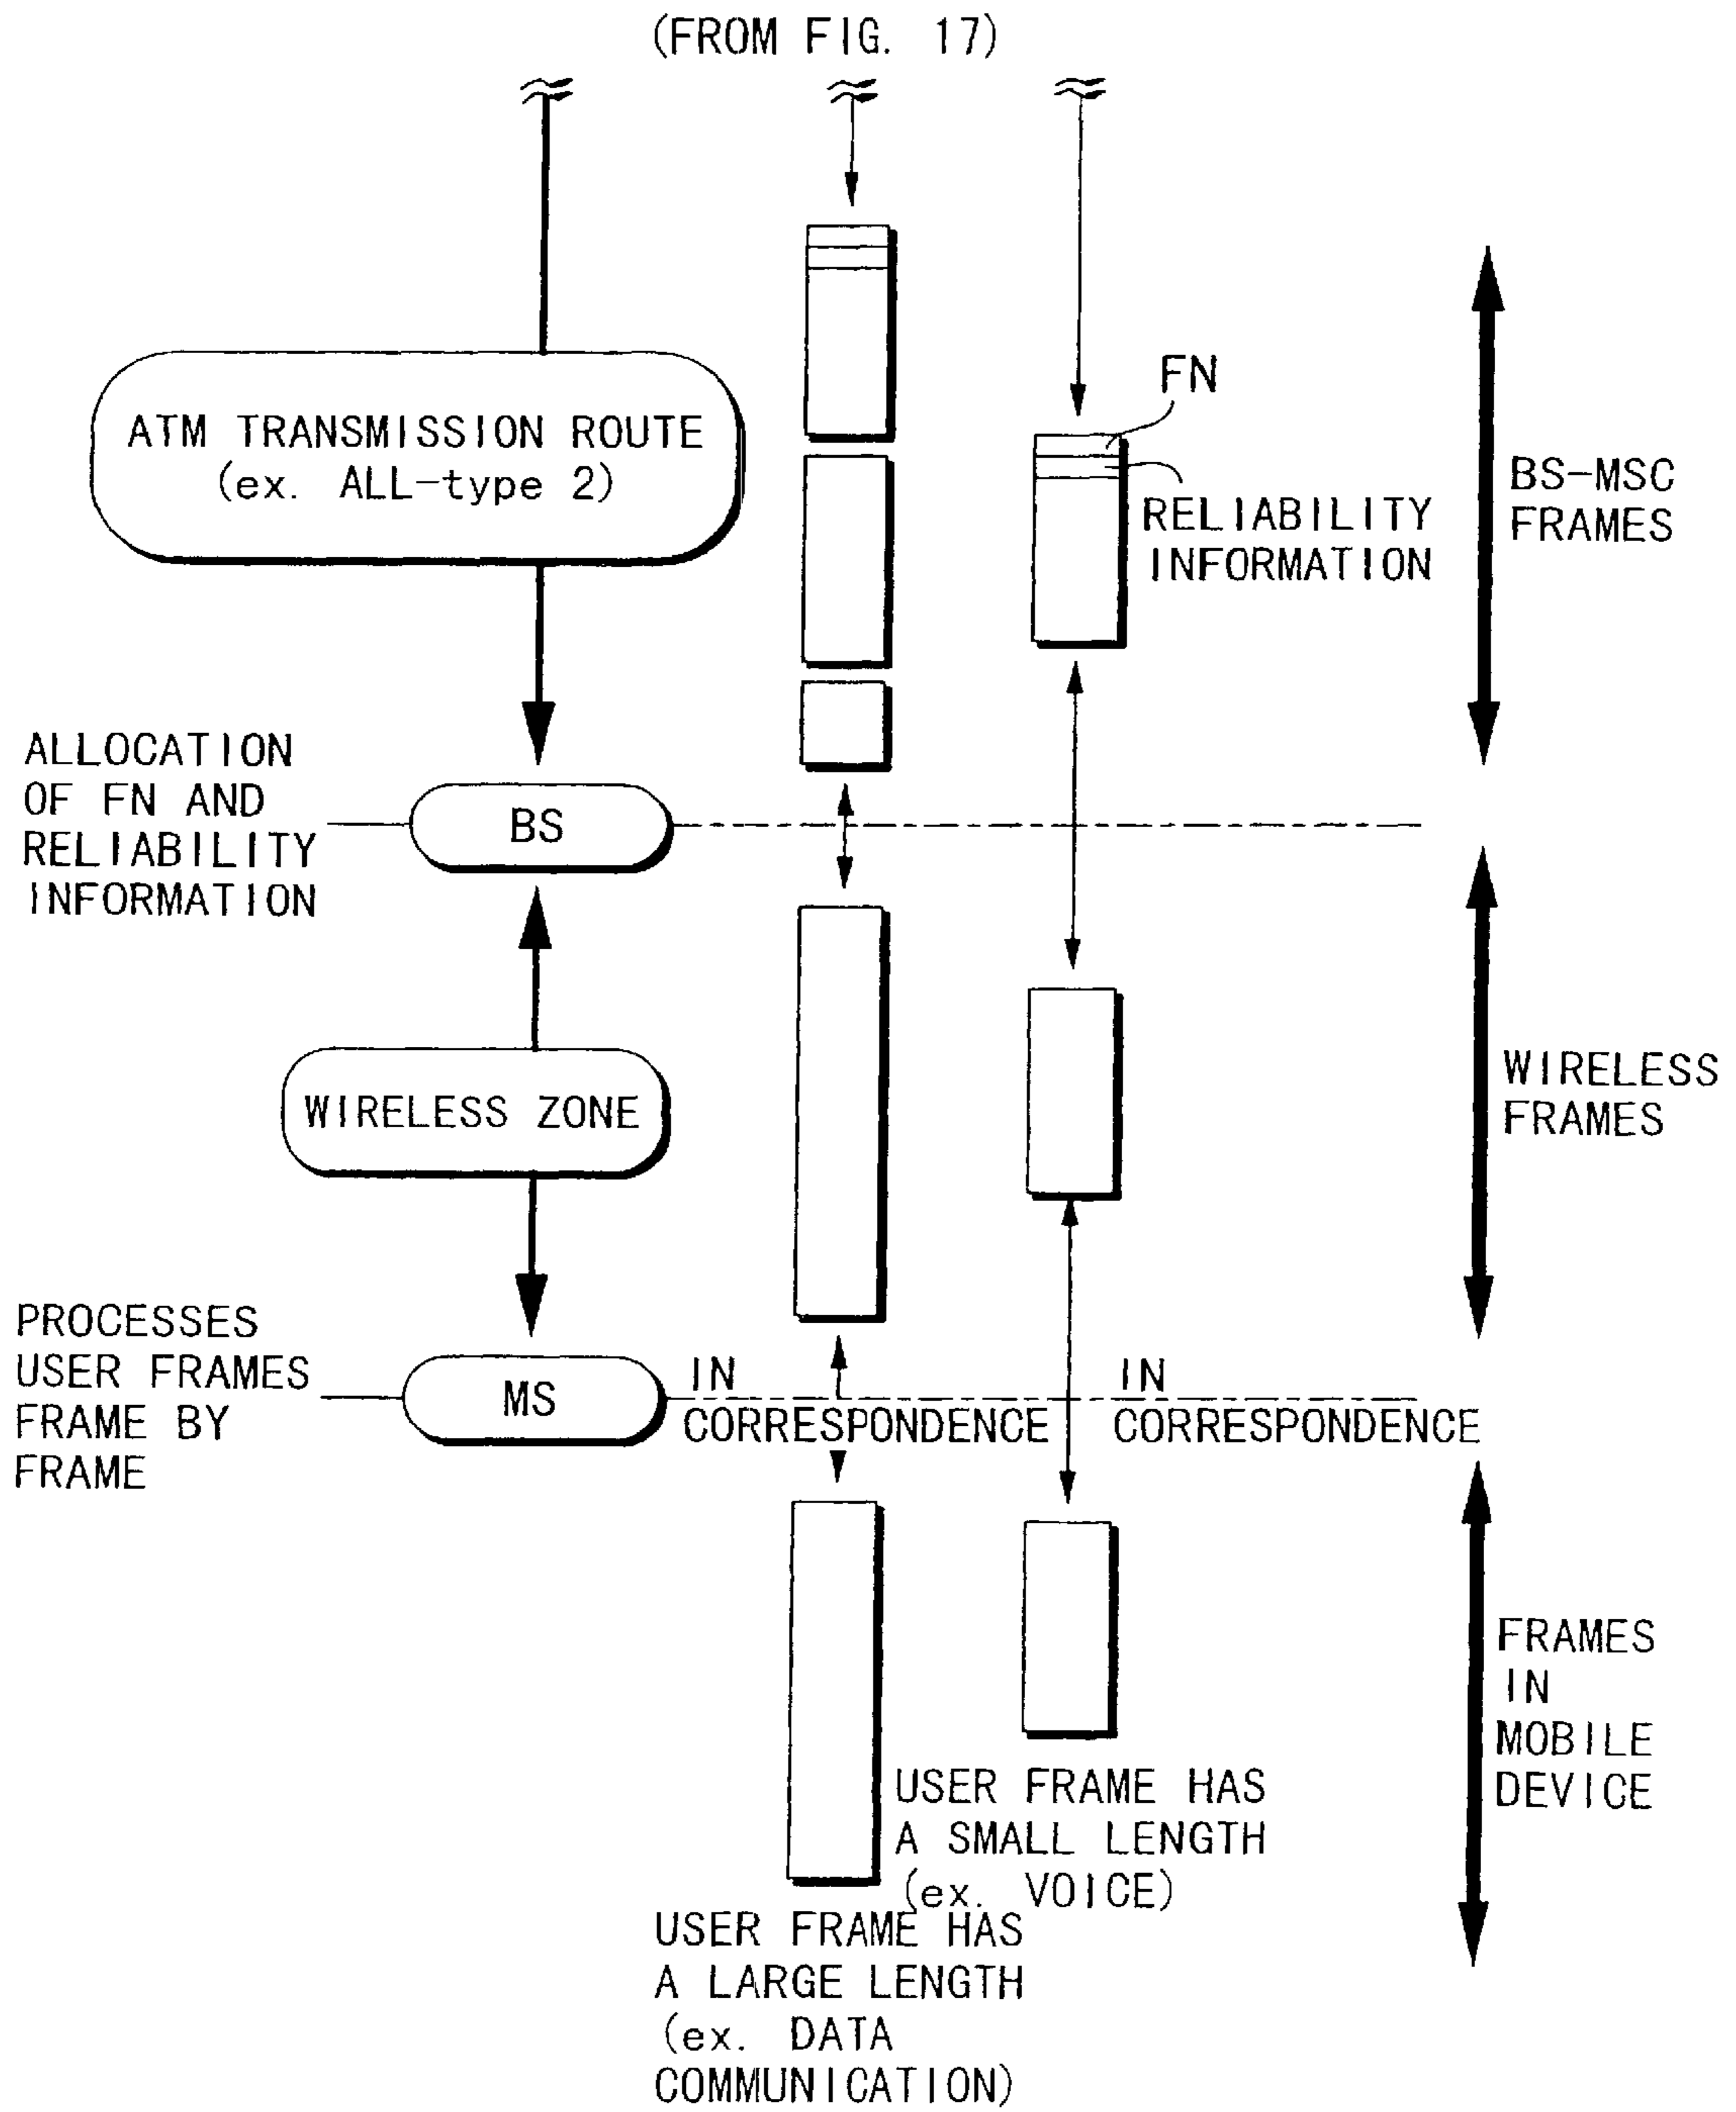 (FROM FIG. 17)
ATM TRANSMISSION ROUTE
(ex. ALL-type 2)
FN
RELIABILITY
INFORMATION
BS-MSC
FRAMES
ALLOCATION
OF FN AND
RELIABILITY
INFORMATION
BS
WIRELESS ZONE
WIRELESS
FRAMES
PROCESSES
USER FRAMES
FRAME BY
FRAME
MS
IN
CORRESPONDENCE
IN
CORRESPONDENCE
FRAMES
IN
MOBILE
DEVICE
USER FRAME HAS
A SMALL LENGTH
(ex. VOICE)
USER FRAME HAS
A LARGE LENGTH
(ex. DATA
COMMUNICATION)